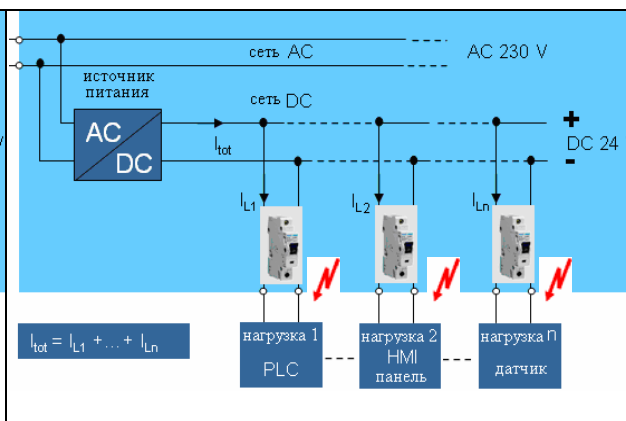 сеть AC
AC 230 V
источник
питания
сеть DC
+
AC
DC
Itot
DC 24
-
IL1
IL2
ILn
Itot = IL1 +...+ ILn
нагрузка 1
PLC
нагрузка 2
HMI
панель
нагрузка n
датчик